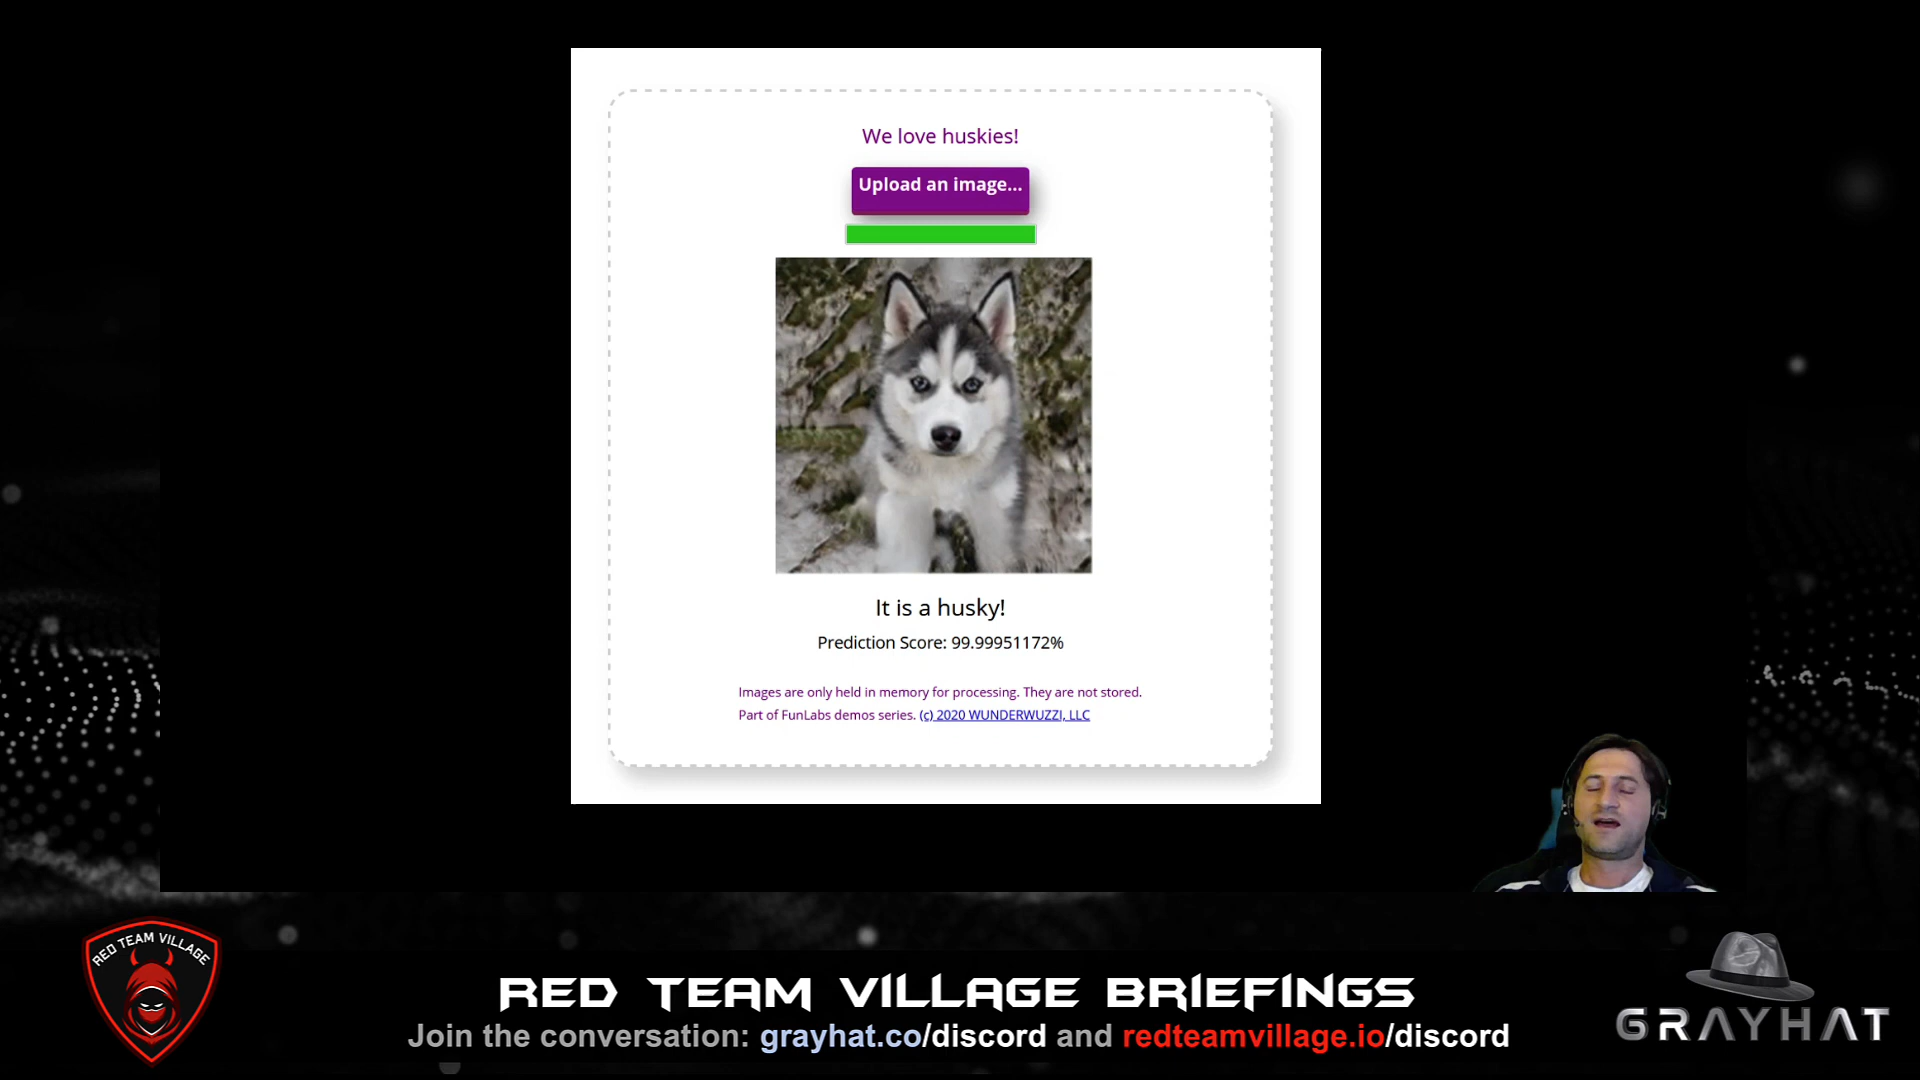 We love huskies!
Upload an image...
It is a husky!
Prediction Score: 99.99951172%
Images are only held in memory for processing. They are not stored.
Part of FunLabs demos series. (c) 2020 WUNDERWUZZI, LLC
RED TEAM VILLAGE
RED TEAM VILLAGE BRIEFINGS
Join the conversation: grayhat.co/discord and redteamvillage.io/discord
GRAYHAT